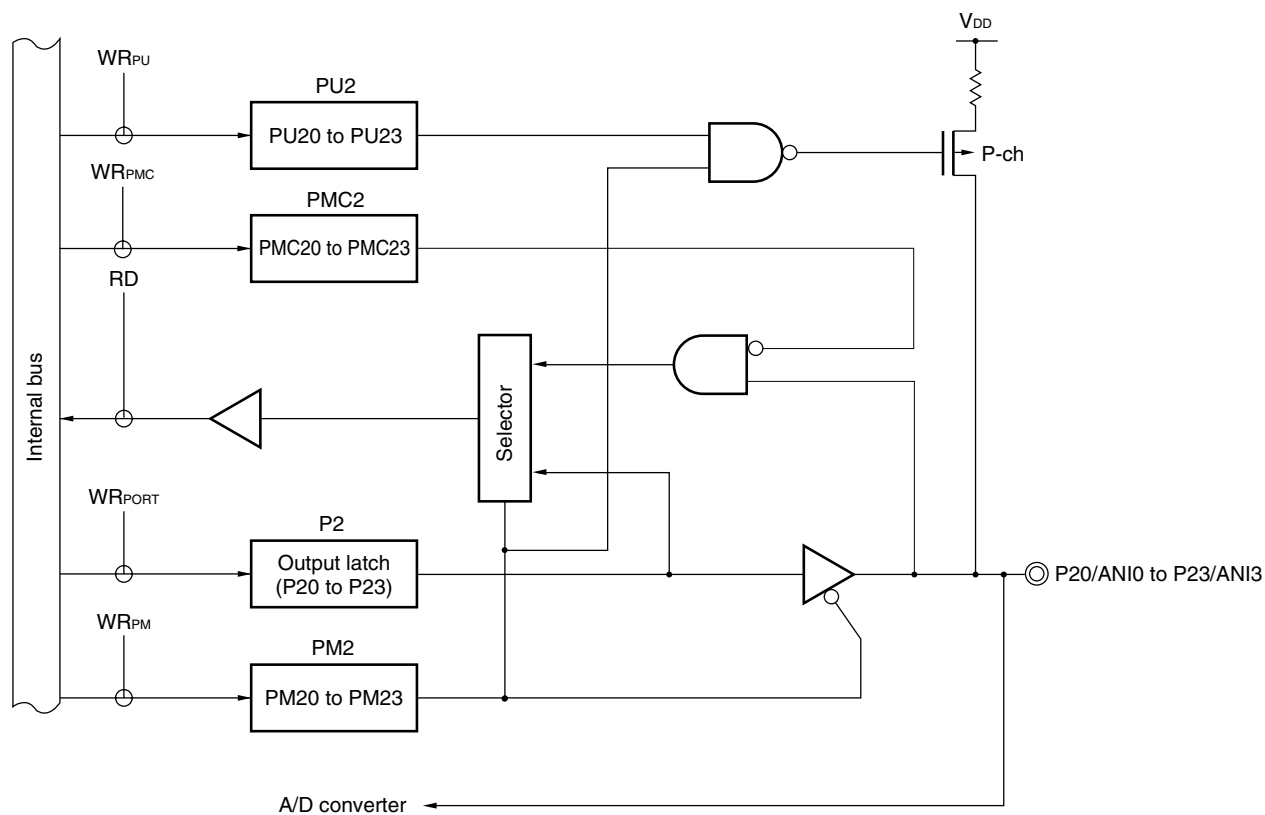 VDD
WRPU
PU2
PU20 to PU23
P-ch
WRPMC
PMC2
PMC20 to PMC23
RD
Internal bus
Selector
WRPORT
P2
Output latch
(P20 to P23)
P20/ANI0 to P23/ANI3
WRPM
PM2
PM20 to PM23
A/D converter